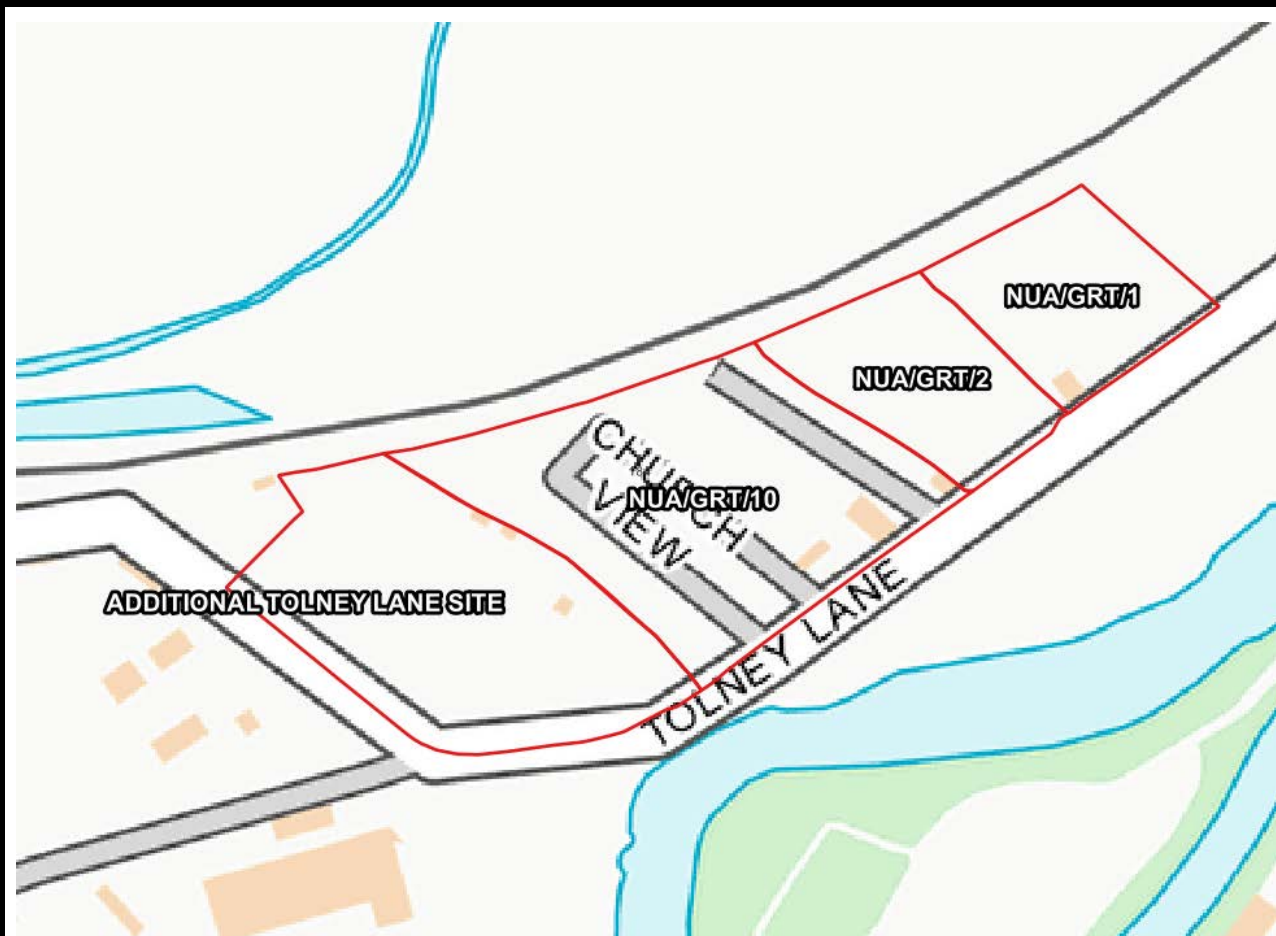 NUA/GRT/1
NUA/GRT/2
CHURCH
VIEW
NUA/GRT/10
TOLNEY LANE
ADDITIONAL TOLNEY LANE SITE